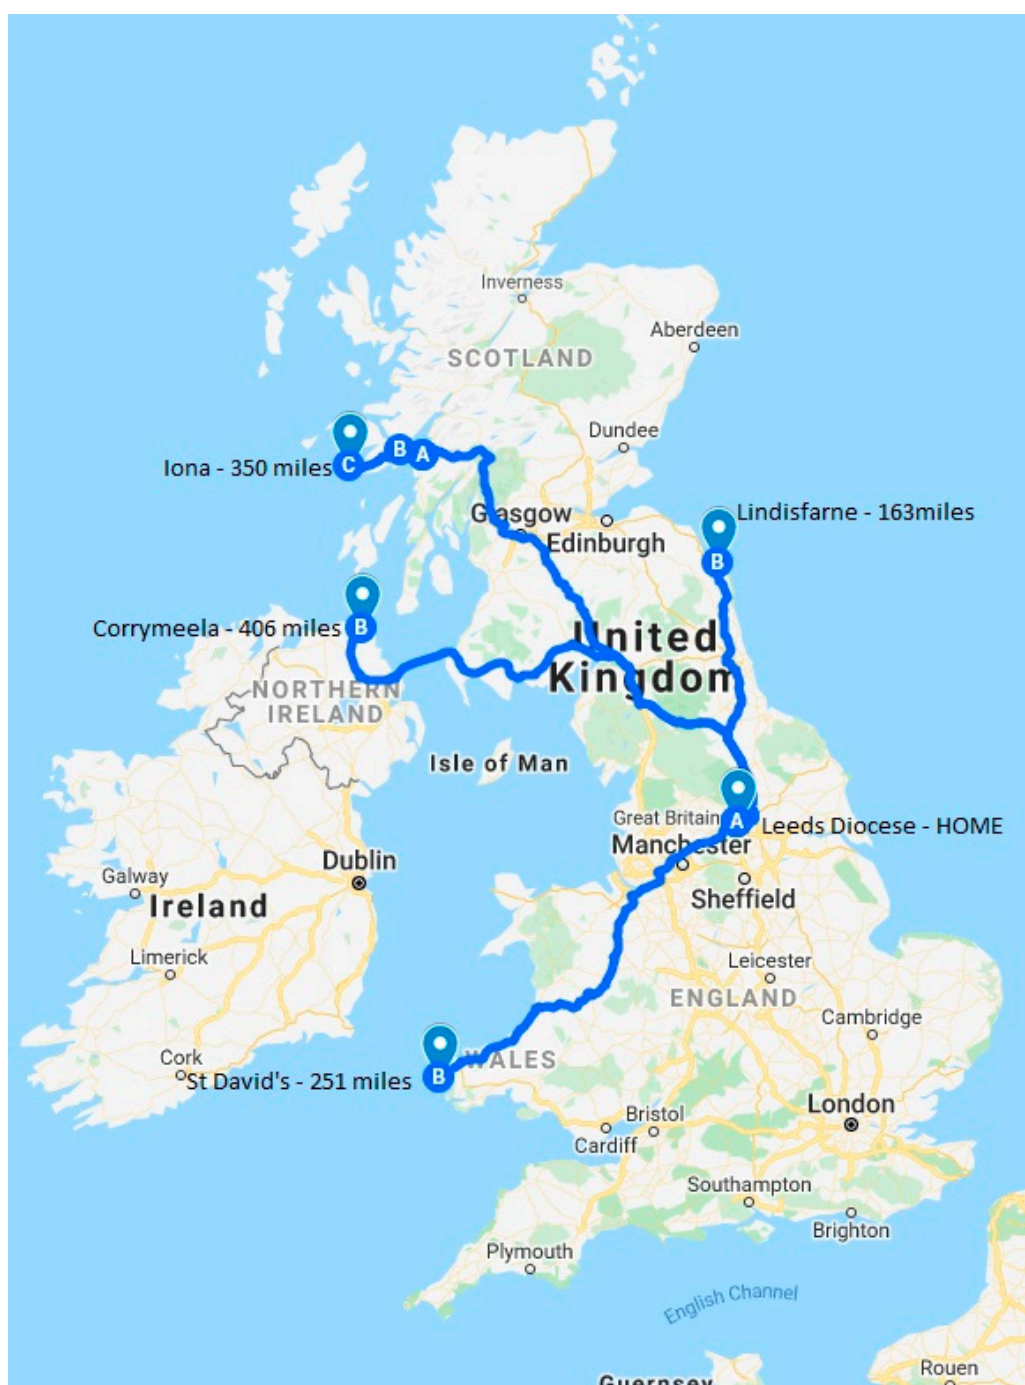 Inverness
Aberdeen
SCOTLAND
Dundee
B
A
C
Iona - 350 miles
Glasgow
Edinburgh
Lindisfarne - 163miles
B
Corrymeela - 406 miles
B
United
Kingdom
NORTHERN
IRELAND
Isle of Man
Great Britain
A
Leeds Diocese - HOME
Manchester
Sheffield
Dublin
Galway
Ireland
Limerick
Leicester
ENGLAND
Cambridge
Cork
WALES
St David's - 251 miles
B
London
Bristol
Cardiff
Southampton
Brighton
Plymouth
English Channel
Rouen
Guernsey